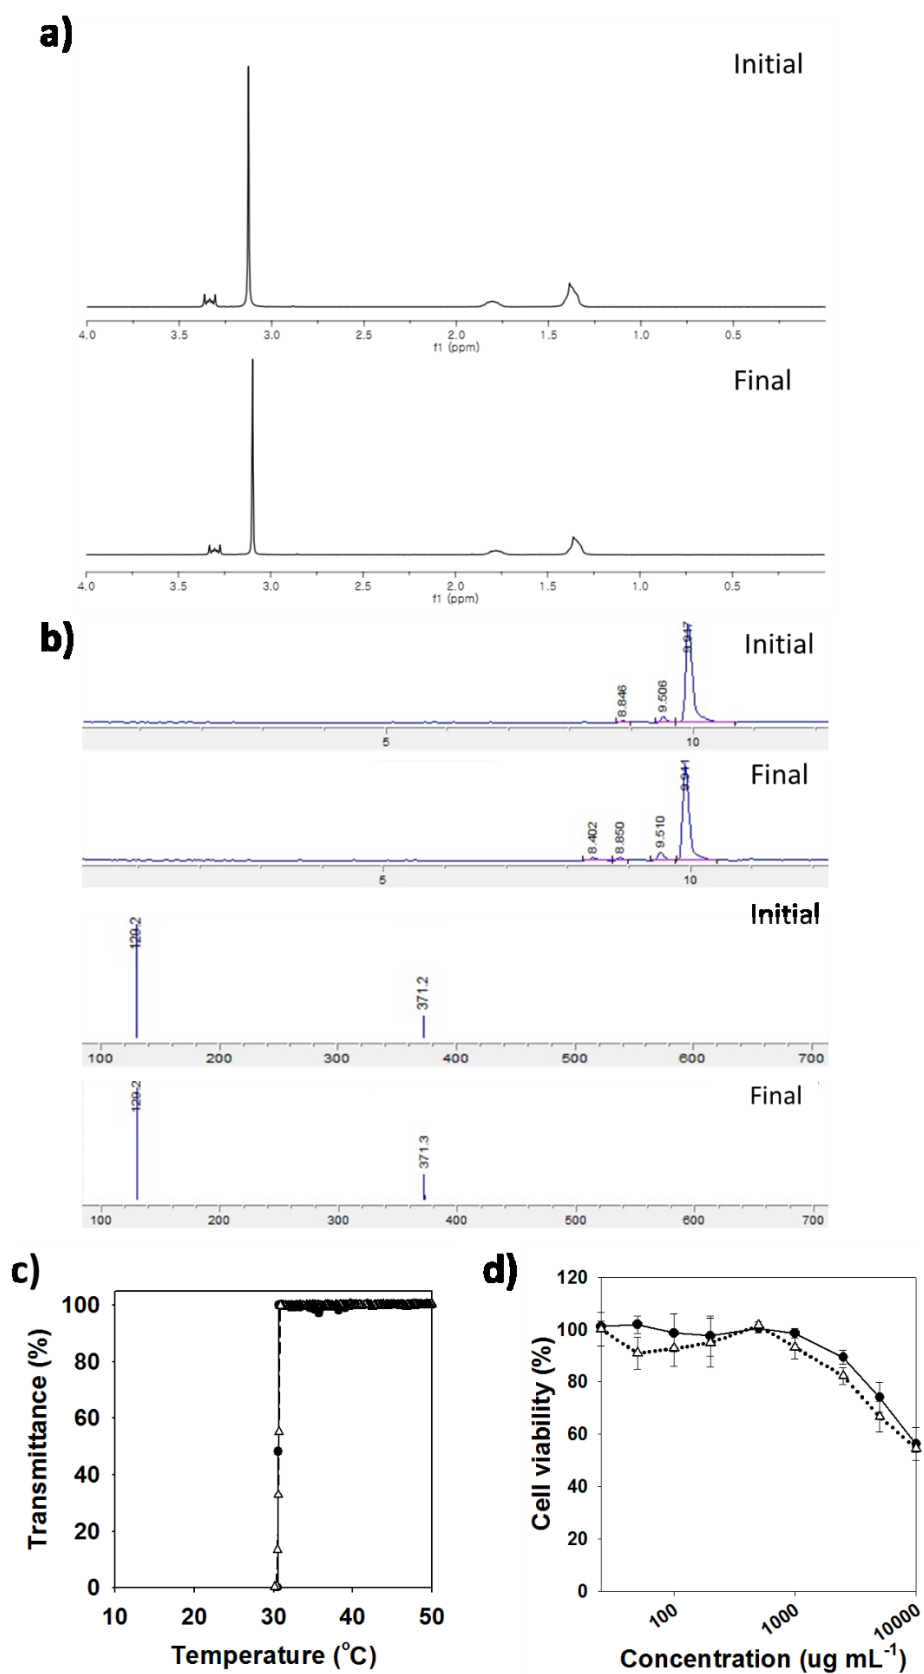 a)
Initial
4.0 3.5 3.0 2.5 2.0 1.5 1.0 0.5
f1 (ppm)
Final
4.0 3.5 3.0 2.5 2.0 1.5 1.0 0.5
f1 (ppm)
b)
Initial
8.846 9.506 9.947
5 10
Final
8.402 8.850 9.510 9.941
5 10
Initial
129.2 371.2
100 200 300 400 500 600 700
Final
129.2 371.3
100 200 300 400 500 600 700
c)
Transmittance (%)
100
80
60
40
20
0
10 20 30 40 50
Temperature (°C)
d)
Cell viability (%)
120
100
80
60
40
20
0
100 1000 10000
Concentration (ug mL⁻¹)